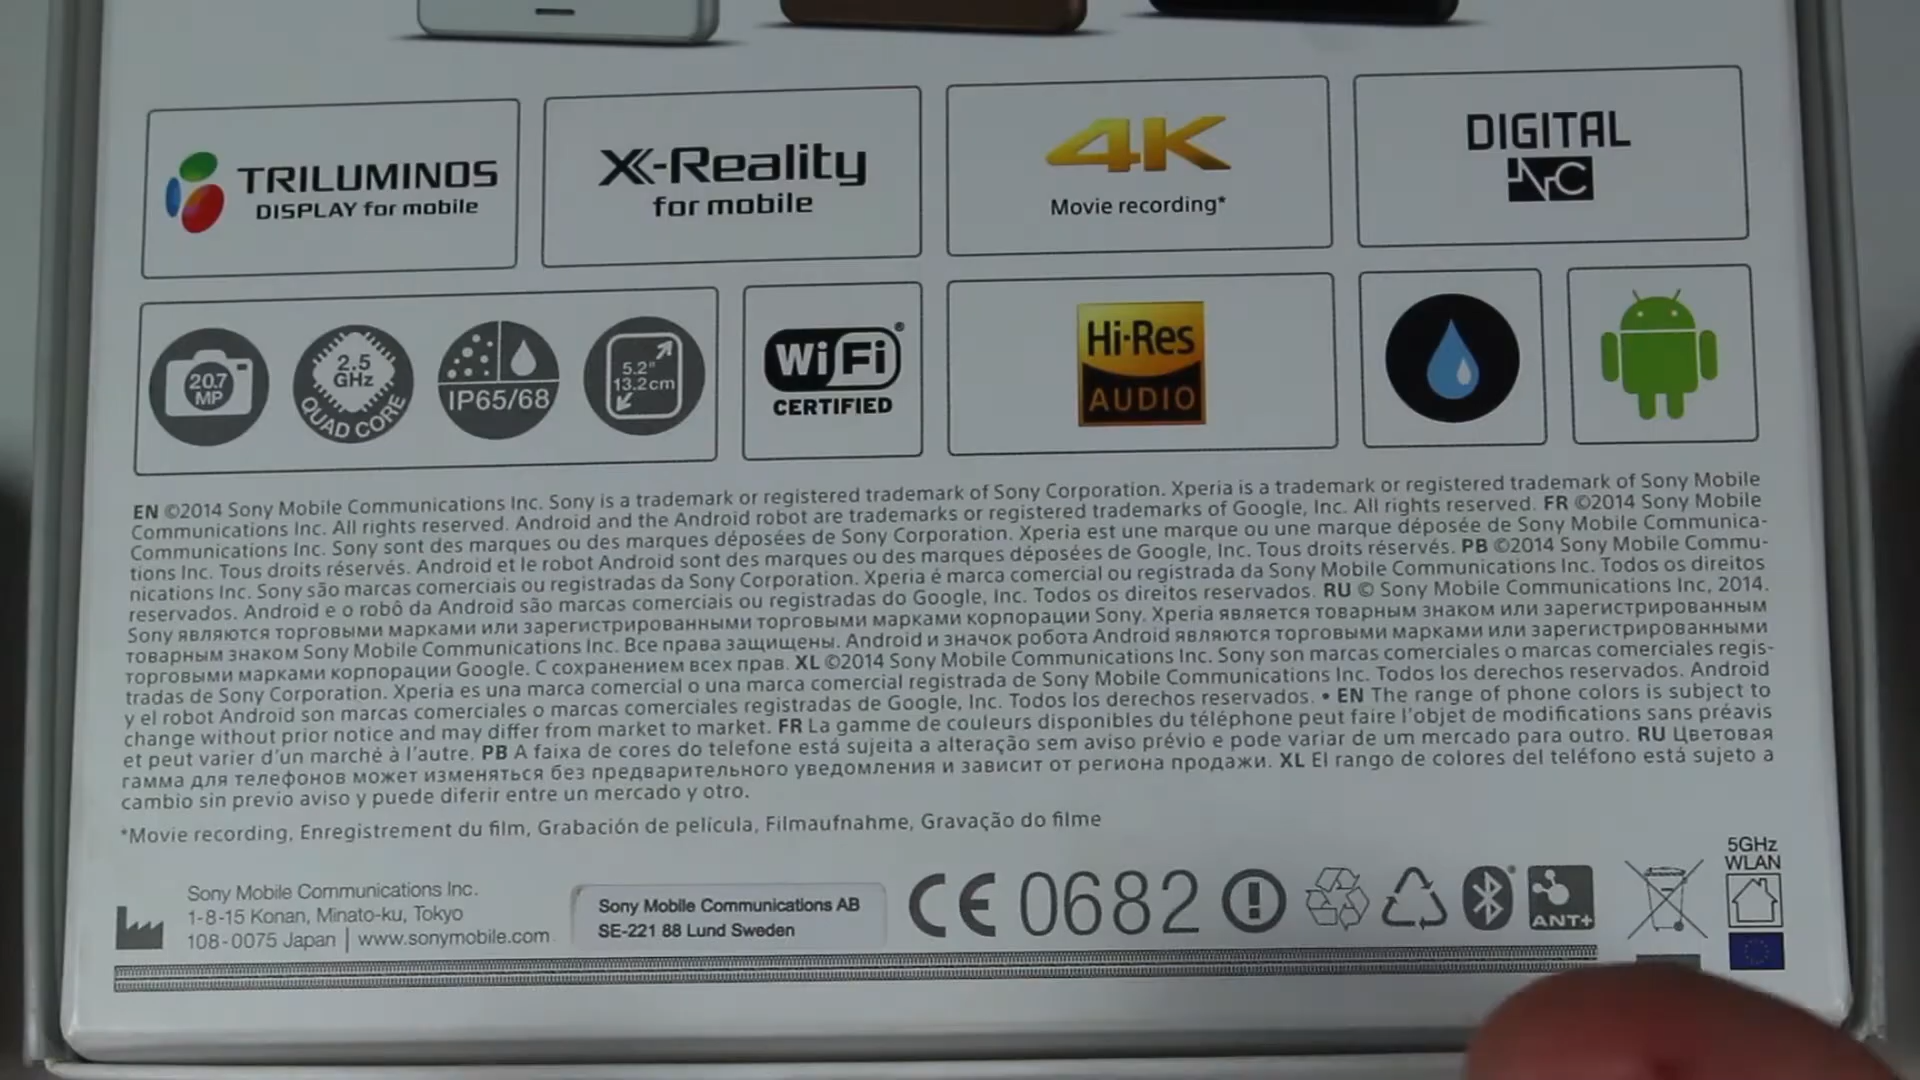 TRILUMINOS
DISPLAY for mobile
X-Reality
for mobile
4K
Movie recording*
DIGITAL
NC
20.7
MP
2.5
GHz
QUAD CORE
IP65/68
5.2"
13.2cm
Wi Fi®
CERTIFIED
Hi-Res
AUDIO
EN ©2014 Sony Mobile Communications Inc. Sony is a trademark or registered trademark of Sony Corporation. Xperia is a trademark or registered trademark of Sony Mobile
Communications Inc. All rights reserved. Android and the Android robot are trademarks or registered trademarks of Google, Inc. All rights reserved. FR ©2014 Sony Mobile
Communications Inc. Sony sont des marques ou des marques déposées de Sony Corporation. Xperia est une marque ou une marque déposée de Sony Mobile Communica-
tions Inc. Tous droits réservés. Android et le robot Android sont des marques ou des marques déposées de Google, Inc. Tous droits réservés. PB ©2014 Sony Mobile Commu-
nications Inc. Sony são marcas comerciais ou registradas da Sony Corporation. Xperia é marca comercial ou registrada da Sony Mobile Communications Inc. Todos os direitos
reservados. Android e o robô da Android são marcas comerciais ou registradas do Google, Inc. Todos os direitos reservados. RU © Sony Mobile Communications Inc, 2014.
Sony являются торговыми марками или зарегистрированными торговыми марками корпорации Sony. Xperia является товарным знаком или зарегистрированным
товарным знаком Sony Mobile Communications Inc. Все права защищены. Android и значок робота Android являются торговыми марками или зарегистрированными
торговыми марками корпорации Google. С сохранением всех прав. XL ©2014 Sony Mobile Communications Inc. Sony son marcas comerciales o marcas comerciales regis-
tradas de Sony Corporation. Xperia es una marca comercial o una marca comercial registrada de Sony Mobile Communications Inc. Todos los derechos reservados. Android
y el robot Android son marcas comerciales o marcas comerciales registradas de Google, Inc. Todos los derechos reservados. • EN The range of phone colors is subject to
change without prior notice and may differ from market to market. FR La gamme de couleurs disponibles du téléphone peut faire l'objet de modifications sans préavis
et peut varier d'un marché à l'autre. PB A faixa de cores do telefone está sujeita a alteração sem aviso prévio e pode variar de um mercado para outro. RU Цветовая
гамма для телефонов может изменяться без предварительного уведомления и зависит от региона продажи. XL El rango de colores del teléfono está sujeto a
cambio sin previo aviso y puede diferir entre un mercado y otro.
*Movie recording, Enregistrement du film, Grabación de película, Filmaufnahme, Gravação do filme
Sony Mobile Communications Inc.
1-8-15 Konan, Minato-ku, Tokyo
108-0075 Japan | www.sonymobile.com
Sony Mobile Communications AB
SE-221 88 Lund Sweden
CE 0682
ANT+
5GHz
WLAN